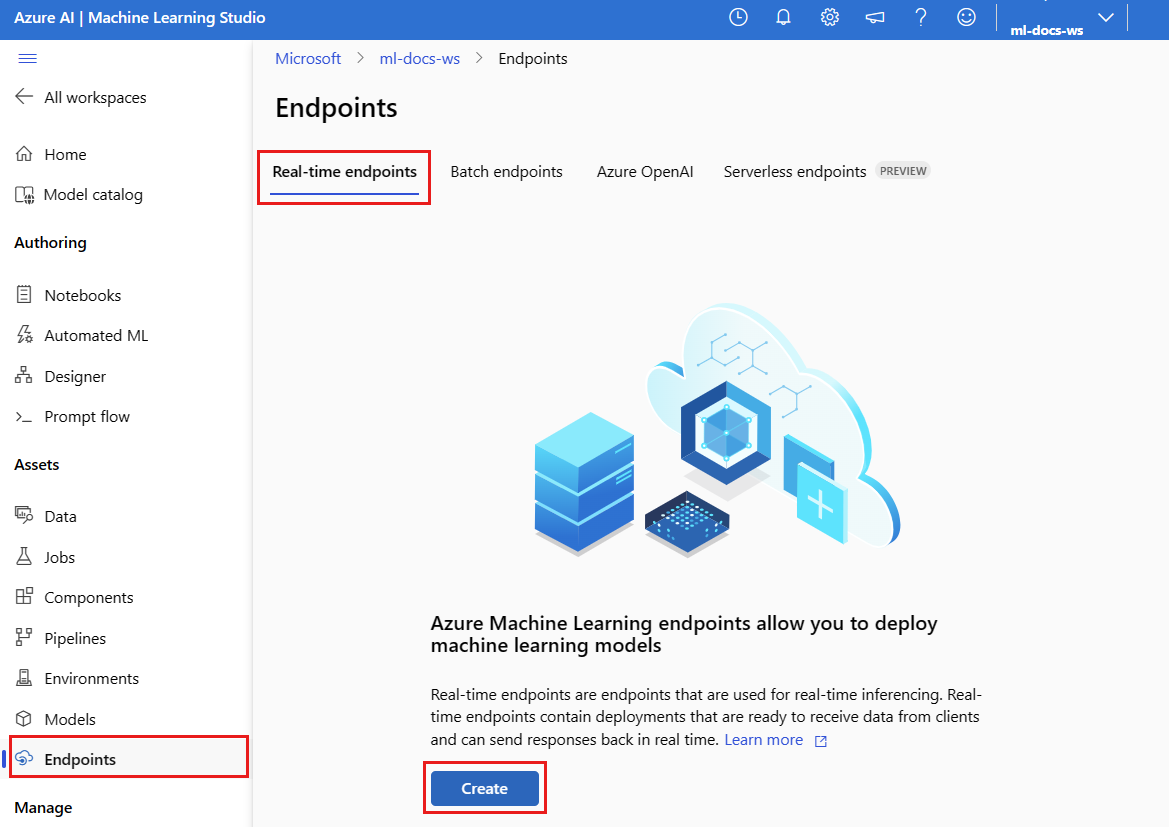 Azure AI | Machine Learning Studio
ml-docs-ws
All workspaces
Home
Model catalog
Authoring
Notebooks
Automated ML
Designer
Prompt flow
Assets
Data
Jobs
Components
Pipelines
Environments
Models
Endpoints
Manage
Microsoft > ml-docs-ws > Endpoints
Endpoints
Real-time endpoints Batch endpoints Azure OpenAI Serverless endpoints PREVIEW
Azure Machine Learning endpoints allow you to deploy
machine learning models
Real-time endpoints are endpoints that are used for real-time inferencing. Real-
time endpoints contain deployments that are ready to receive data from clients
and can send responses back in real time. Learn more
Create